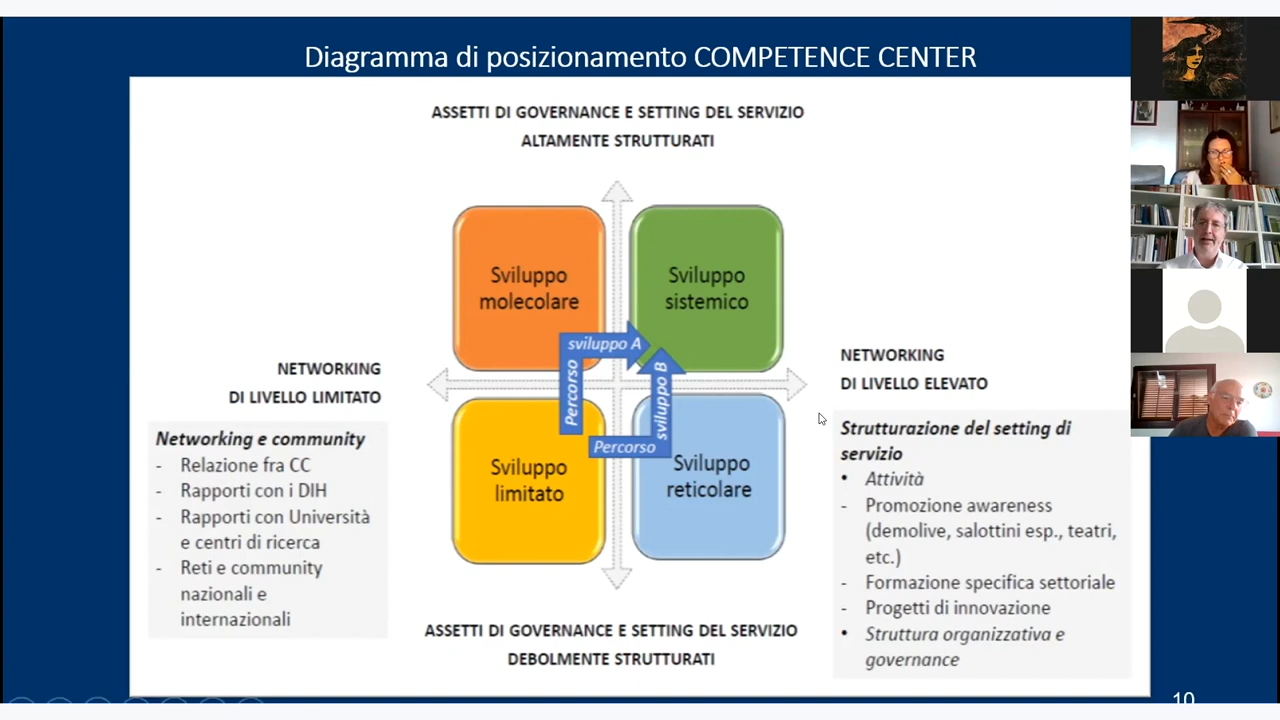 Diagramma di posizionamento COMPETENCE CENTER
ASSETTI DI GOVERNANCE E SETTING DEL SERVIZIO
ALTAMENTE STRUTTURATI
Sviluppo
molecolare
Sviluppo
sistemico
sviluppo A
Percorso
sviluppo B
Percorso
Sviluppo
limitato
Sviluppo
reticolare
NETWORKING
DI LIVELLO LIMITATO
Networking e community
- Relazione fra CC
- Rapporti con i DIH
- Rapporti con Università
e centri di ricerca
- Reti e community
nazionali e
internazionali
NETWORKING
DI LIVELLO ELEVATO
Strutturazione del setting di
servizio
• Attività
- Promozione awareness
(demolive, salottini esp., teatri,
etc.)
- Formazione specifica settoriale
- Progetti di innovazione
• Struttura organizzativa e
governance
ASSETTI DI GOVERNANCE E SETTING DEL SERVIZIO
DEBOLMENTE STRUTTURATI
10